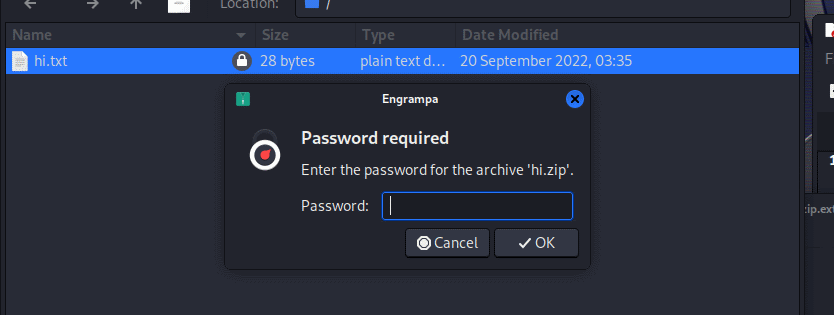 Location: /
Name Size Type Date Modified
hi.txt 28 bytes plain text d... 20 September 2022, 03:35
Engrampa
Password required
Enter the password for the archive 'hi.zip'.
Password:
Cancel OK
F
1
zip.ext